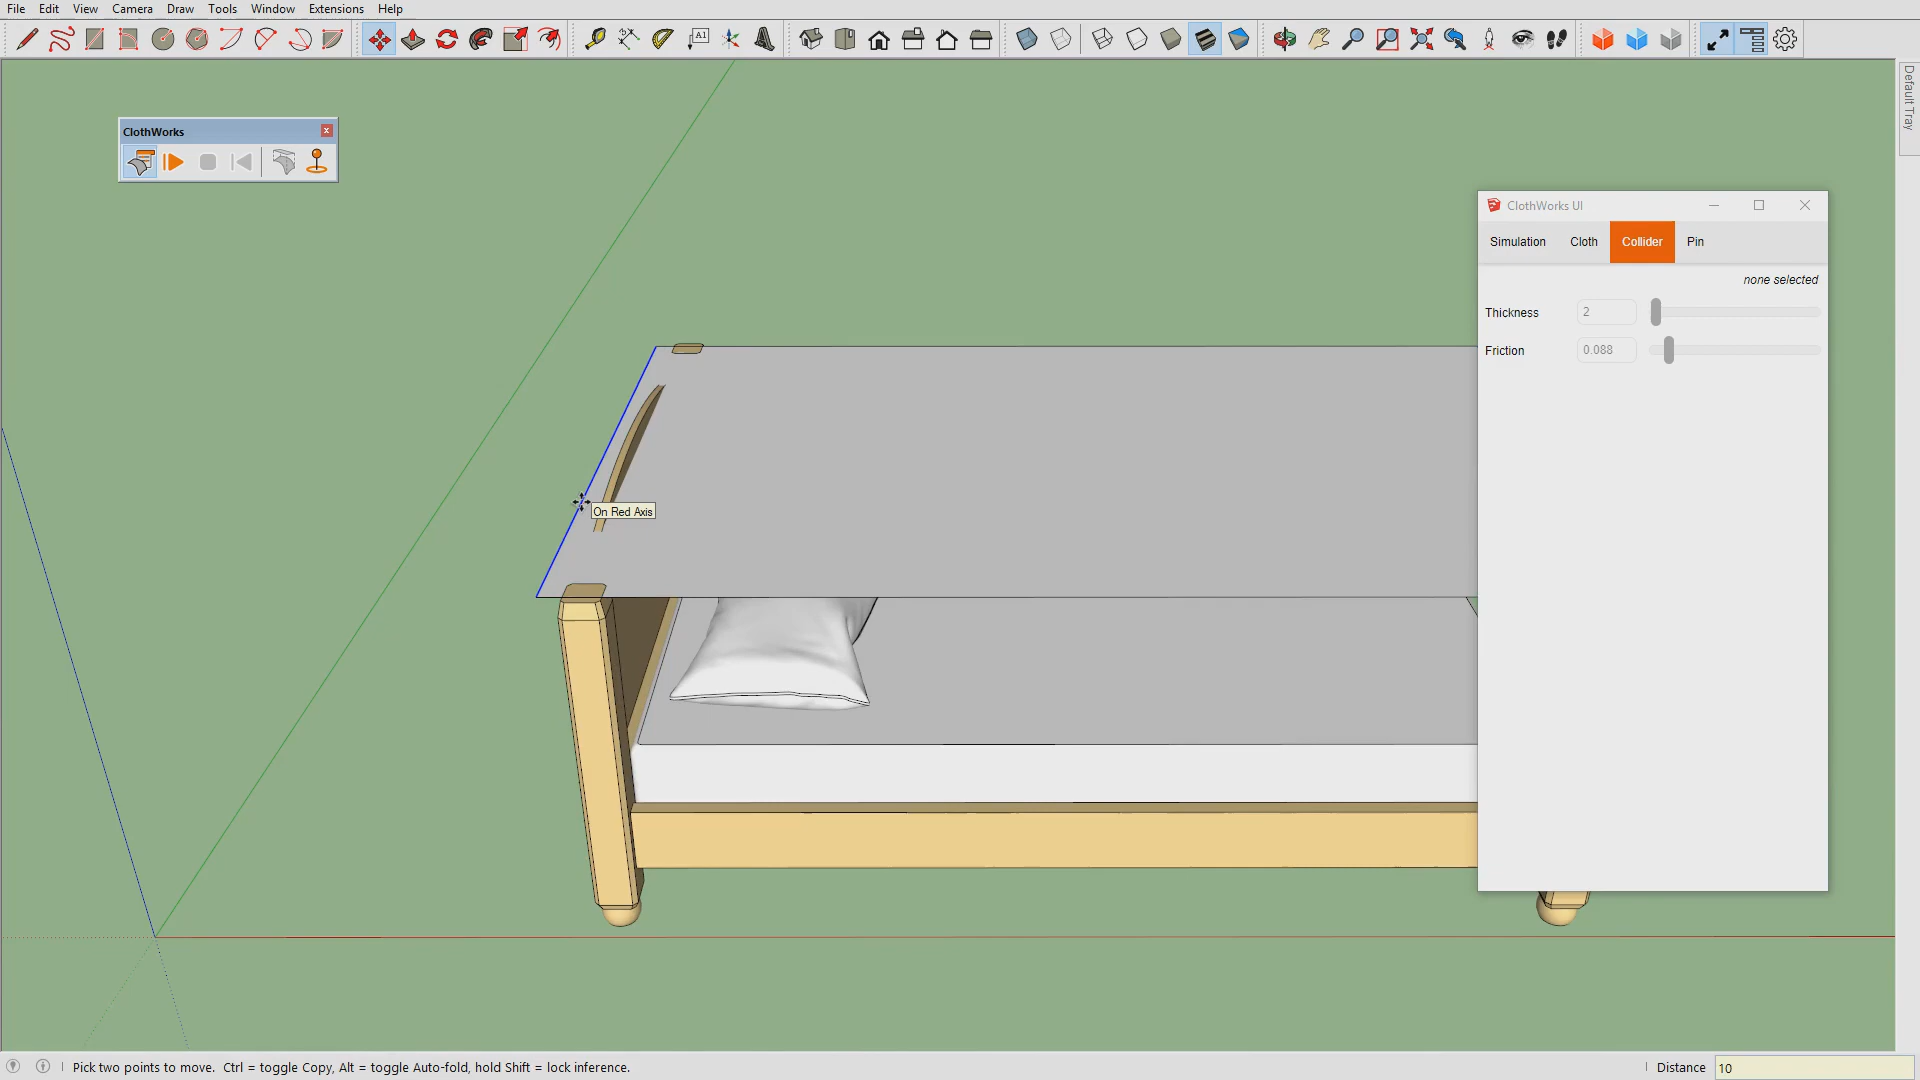 File Edit View Camera Draw Tools Window Extensions Help
A1
Default Tray
ClothWorks
ClothWorks UI
Simulation Cloth Collider Pin
none selected
Thickness 2
Friction 0.088
On Red Axis
Pick two points to move. Ctrl = toggle Copy, Alt = toggle Auto-fold, hold Shift = lock inference.
Distance 10